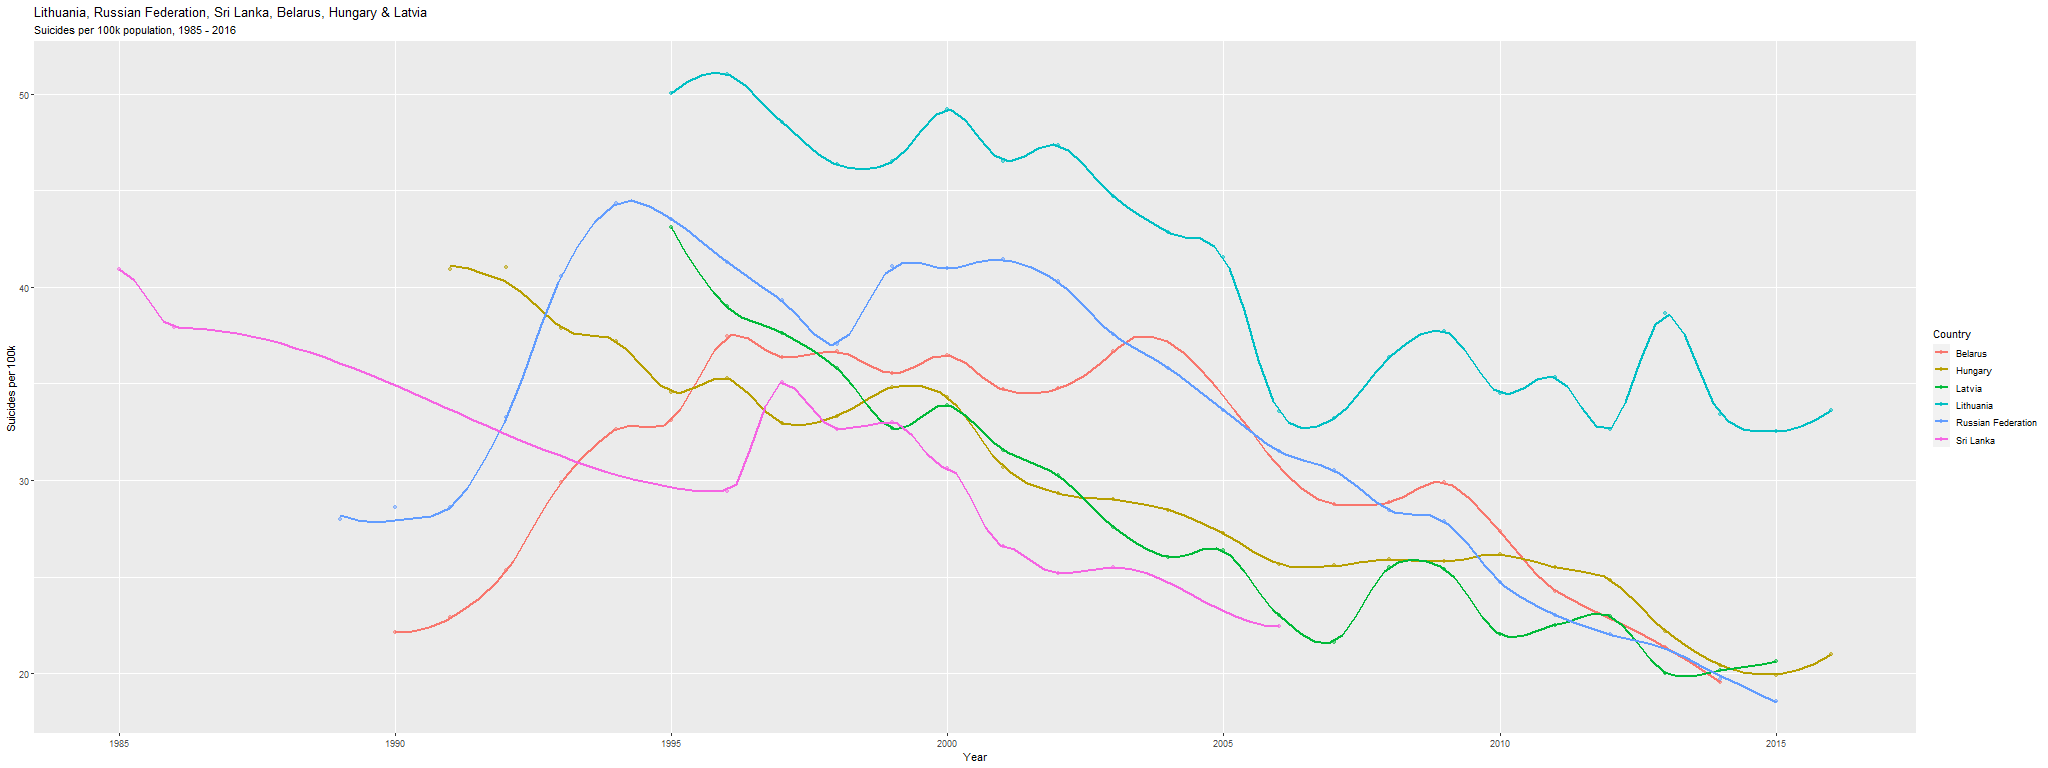 Lithuania, Russian Federation, Sri Lanka, Belarus, Hungary & Latvia
Suicides per 100k population, 1985 - 2016
Suicides per 100k
50
40
30
20
1985
1990
1995
2000
2005
2010
2015
Year
Country
Belarus
Hungary
Latvia
Lithuania
Russian Federation
Sri Lanka